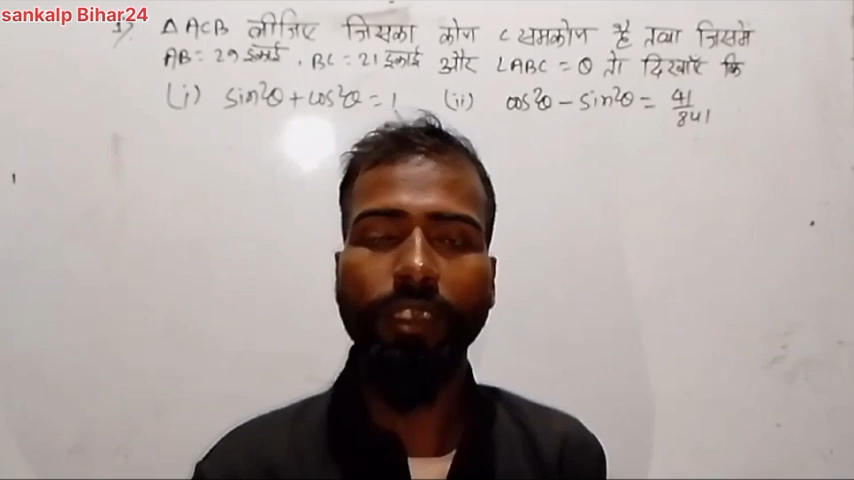 sankalp Bihar24
1) Δ ACB लीजिए जिसका कोण C समकोण है तथा जिसमें
AB = 29 इकाई, BC = 21 इकाई और ∠ABC = θ तो दिखाएँ कि
(i) sin²θ + cos²θ = 1 (ii) cos²θ - sin²θ = 41/841